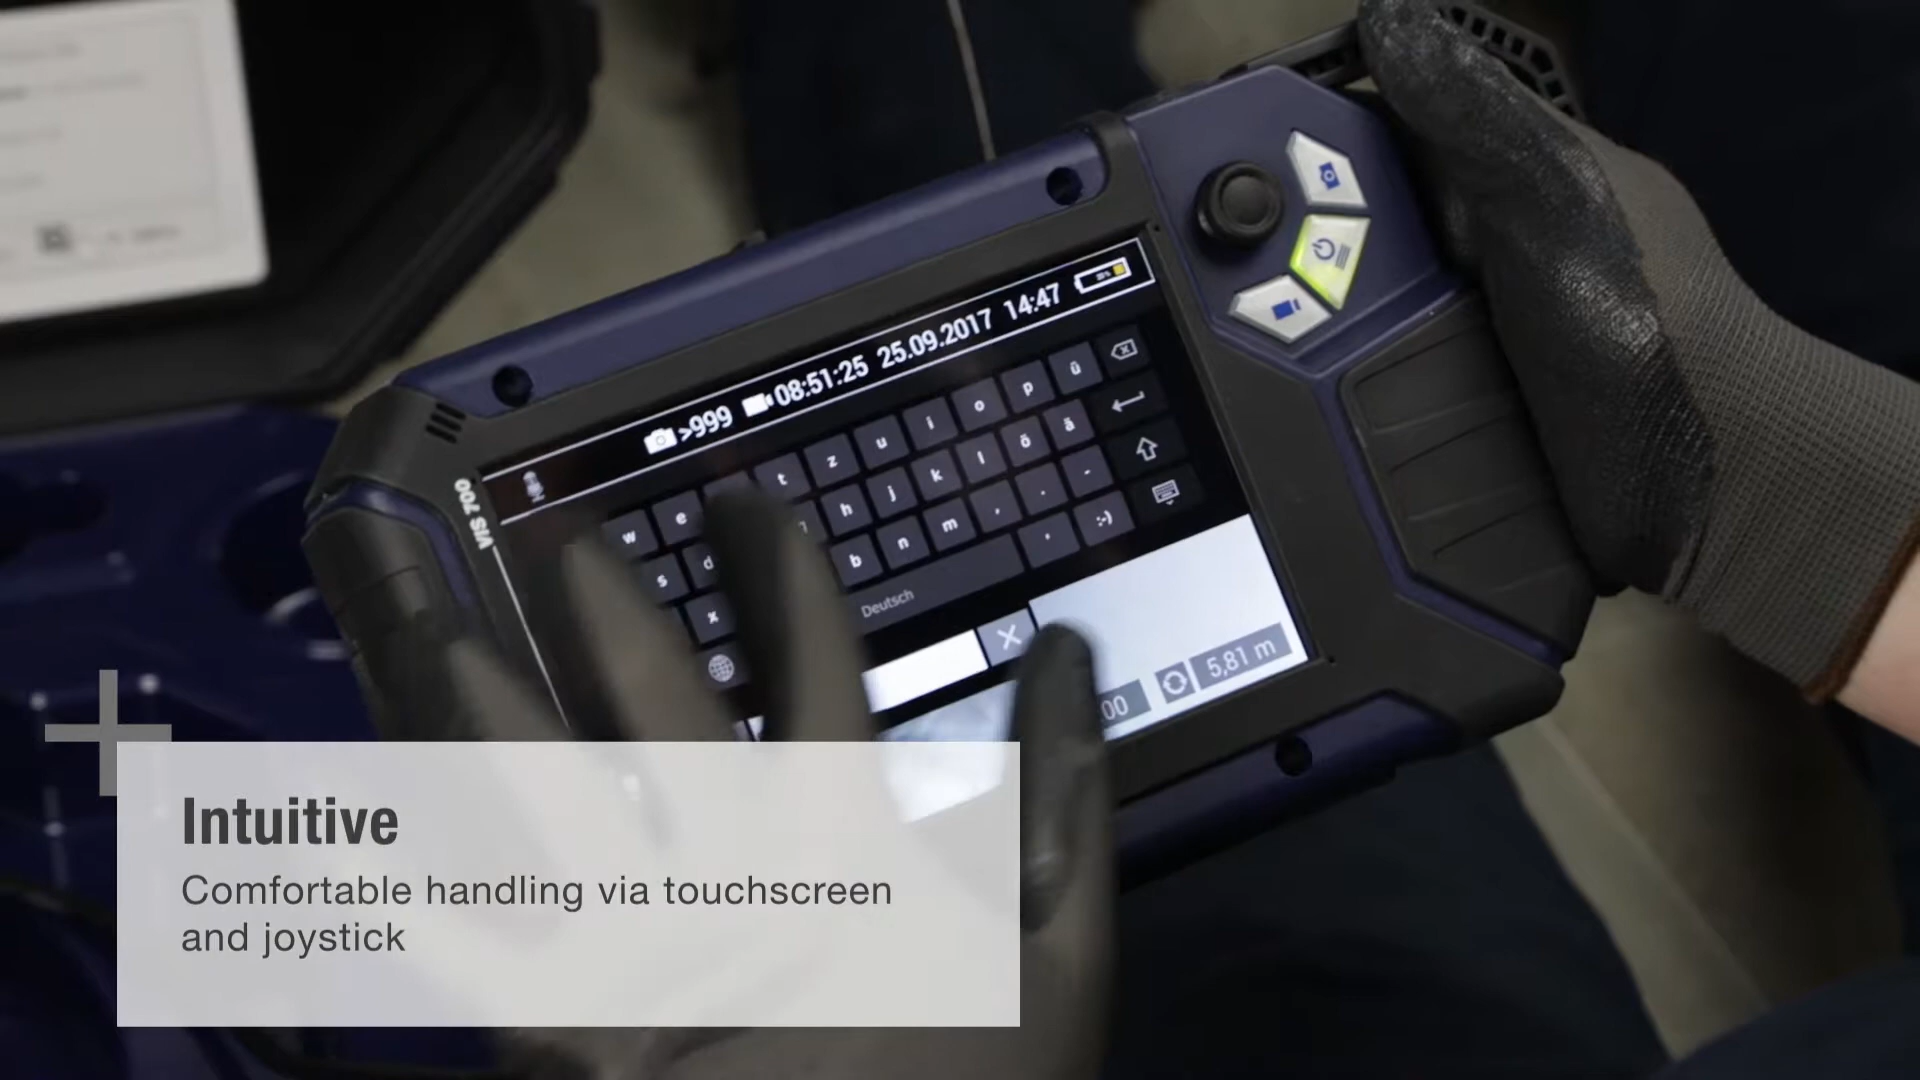 >999 08:51:25 25.09.2017 14:47
VIS 700
w e t z u i o p ü
s d h j k l ö ä
x b n m , . -
Deutsch ' :-)
X
.00 5,81 m
Intuitive
Comfortable handling via touchscreen
and joystick